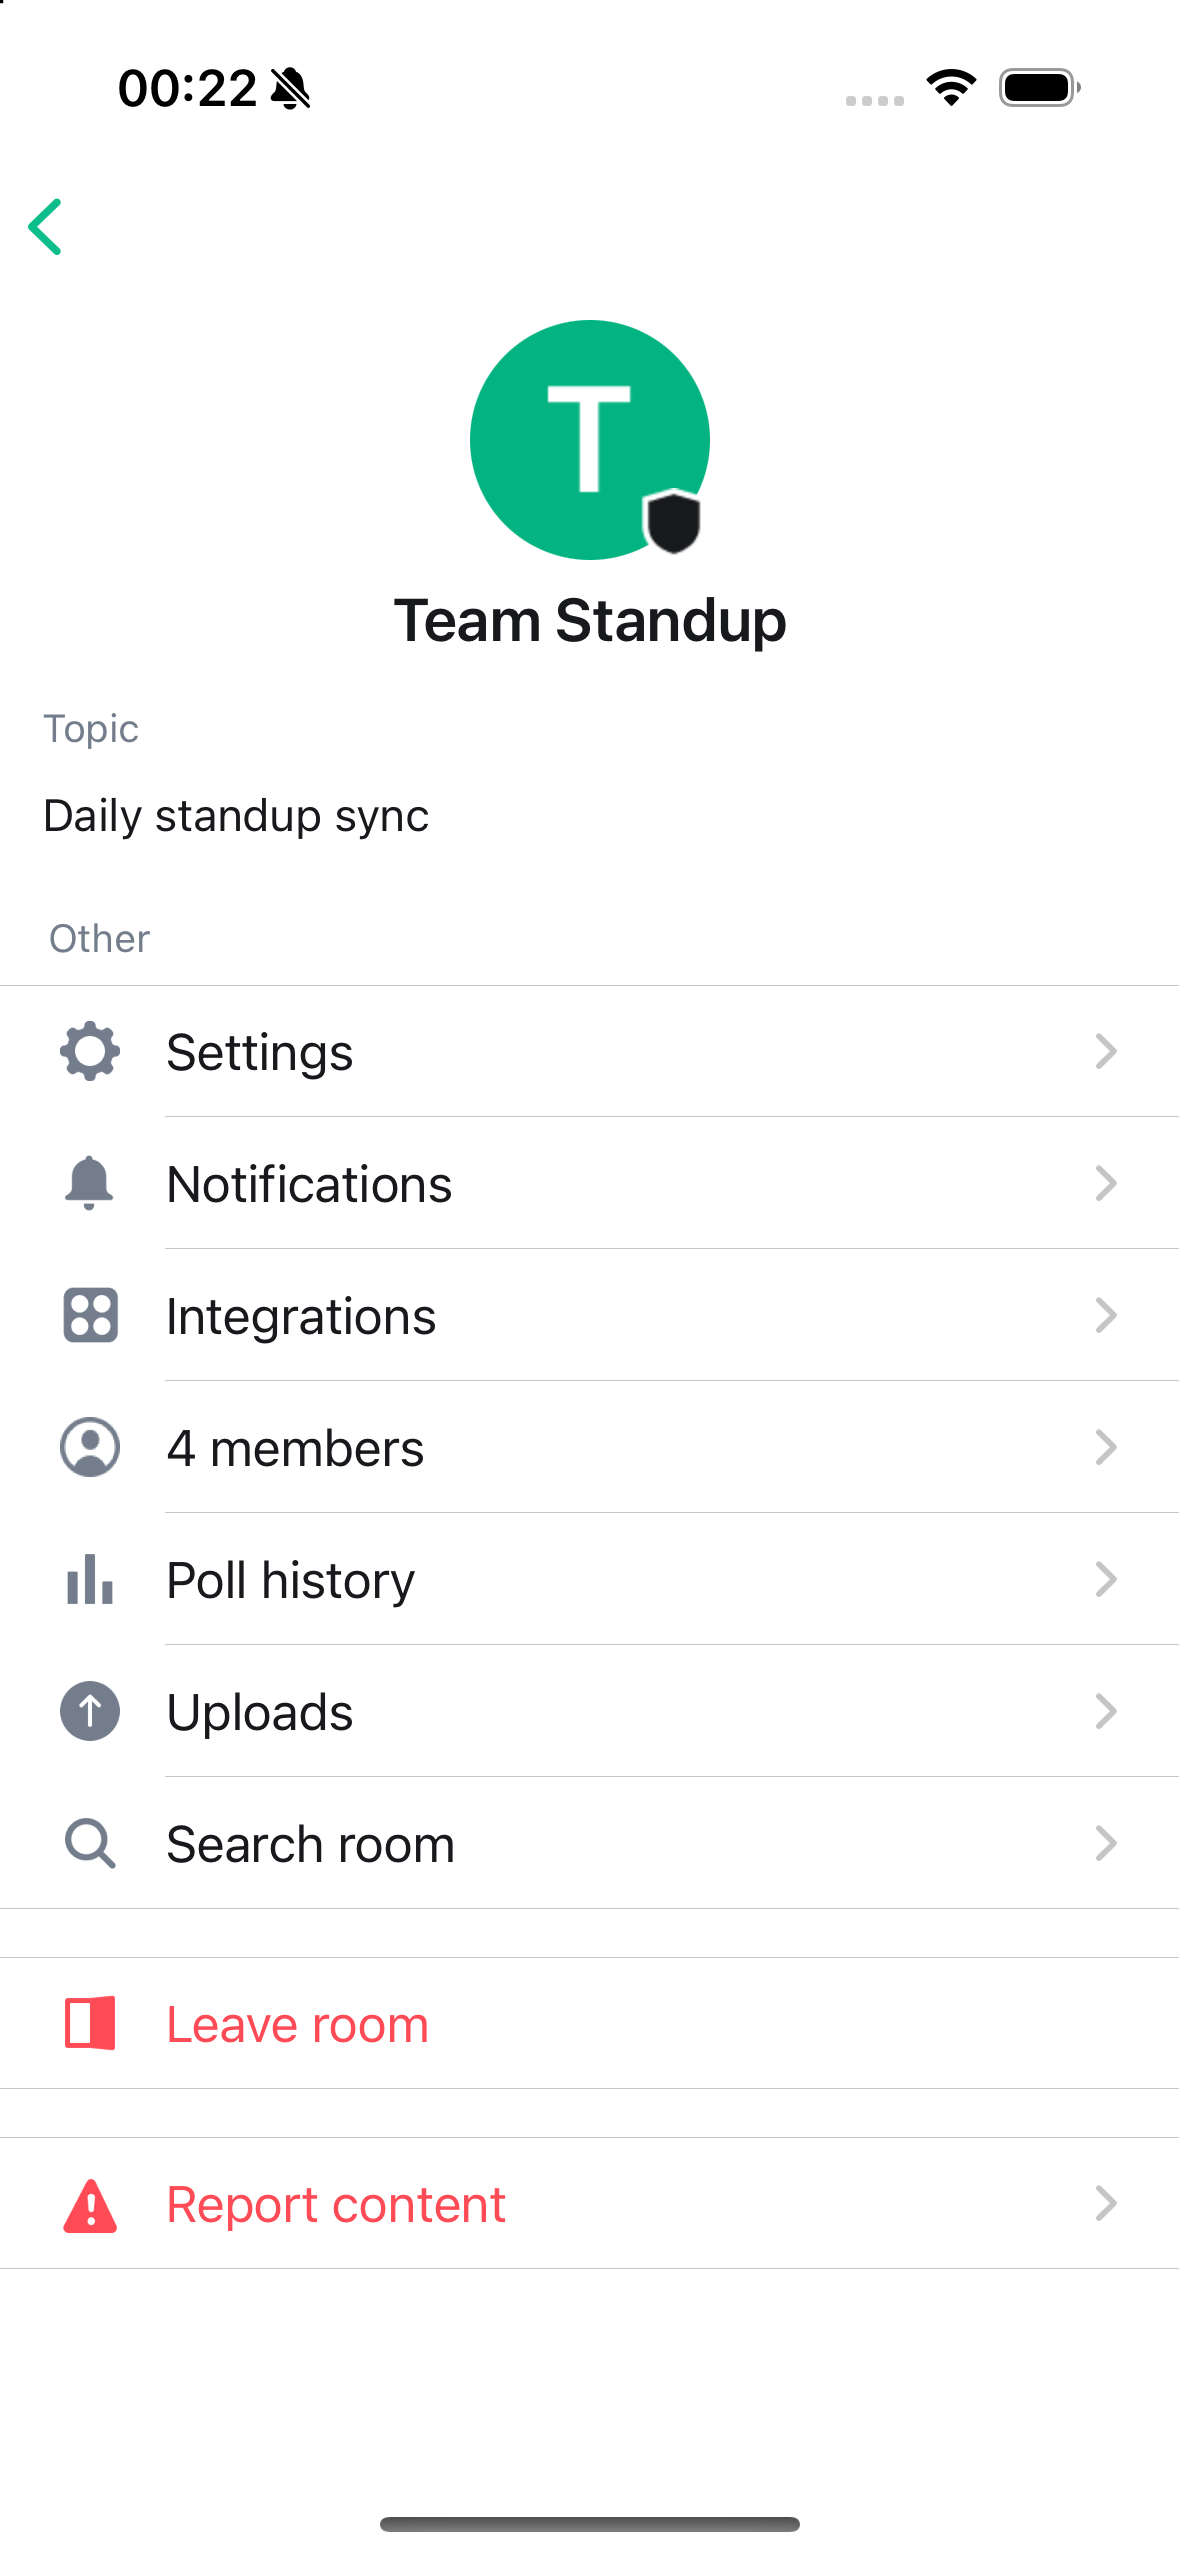 00:22
T
Team Standup
Topic
Daily standup sync
Other
Settings
Notifications
Integrations
4 members
Poll history
Uploads
Search room
Leave room
Report content